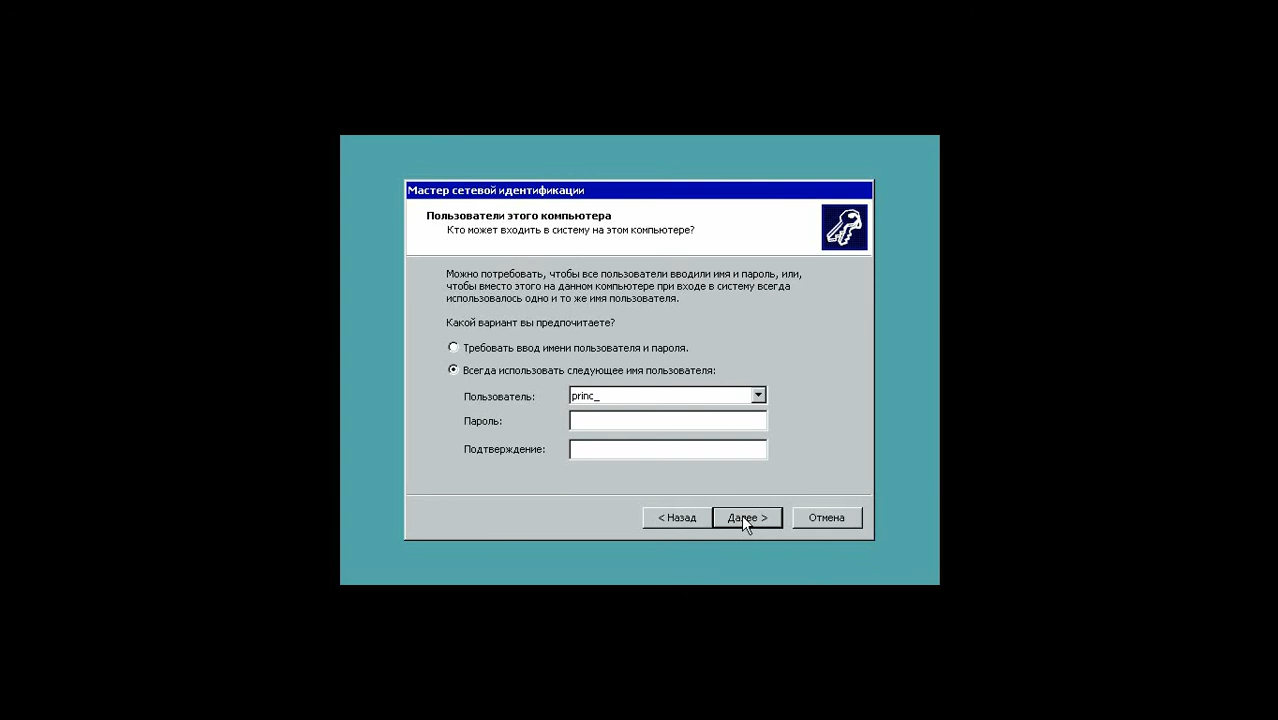 Мастер сетевой идентификации
Пользователи этого компьютера
Кто может входить в систему на этом компьютере?
Можно потребовать, чтобы все пользователи вводили имя и пароль, или,
чтобы вместо этого на данном компьютере при входе в систему всегда
использовалось одно и то же имя пользователя.
Какой вариант вы предпочитаете?
Требовать ввод имени пользователя и пароля.
Всегда использовать следующее имя пользователя:
Пользователь: princ_
Пароль:
Подтверждение:
< Назад Далее > Отмена